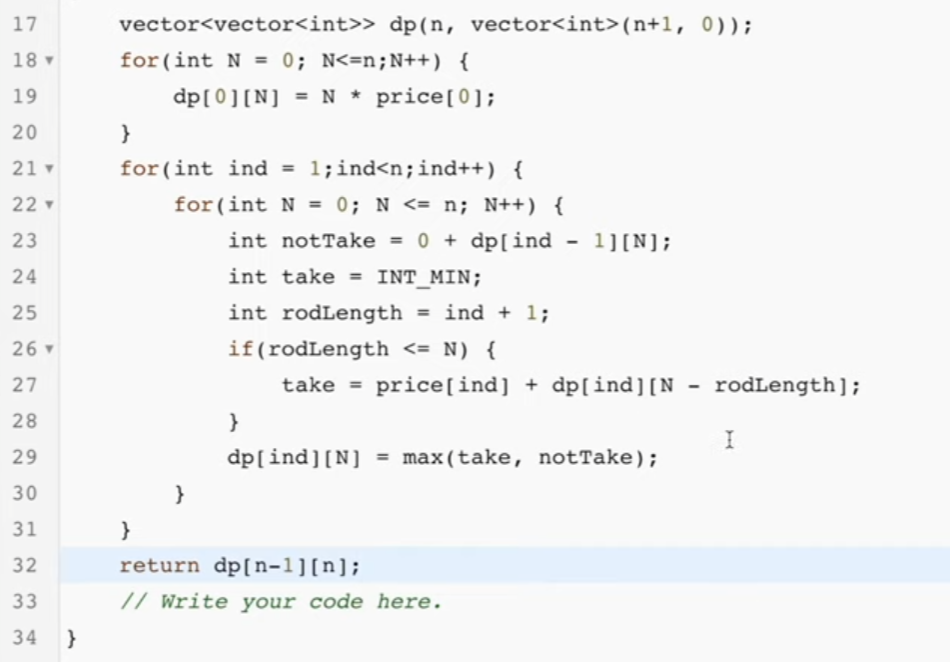 17 vector<vector<int>> dp(n, vector<int>(n+1, 0));
18 for(int N = 0; N<=n;N++) {
19 dp[0][N] = N * price[0];
20 }
21 for(int ind = 1;ind<n;ind++) {
22 for(int N = 0; N <= n; N++) {
23 int notTake = 0 + dp[ind - 1][N];
24 int take = INT_MIN;
25 int rodLength = ind + 1;
26 if(rodLength <= N) {
27 take = price[ind] + dp[ind][N - rodLength];
28 }
29 dp[ind][N] = max(take, notTake);
30 }
31 }
32 return dp[n-1][n];
33 // Write your code here.
34 }